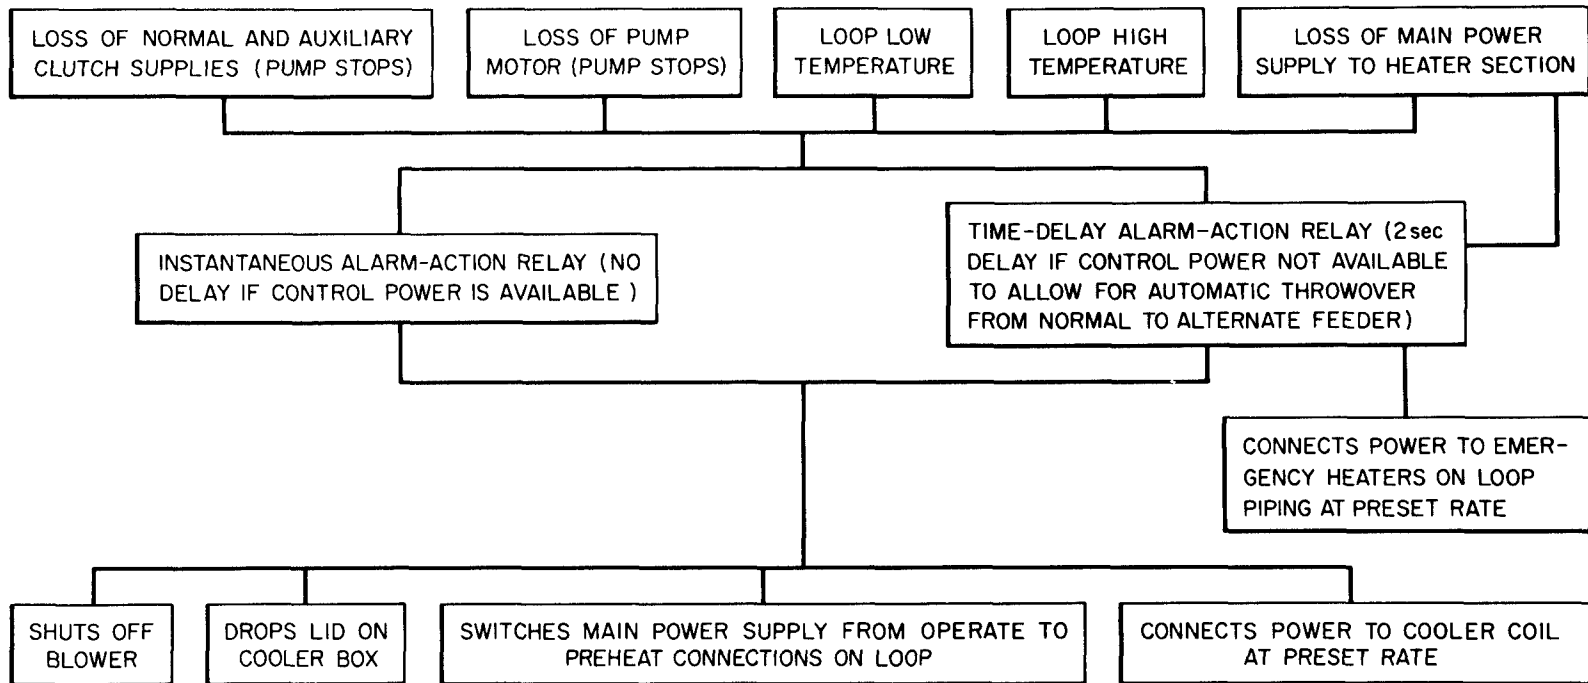 LOSS OF NORMAL AND AUXILIARY
CLUTCH SUPPLIES (PUMP STOPS)
LOSS OF PUMP
MOTOR (PUMP STOPS)
LOOP LOW
TEMPERATURE
LOOP HIGH
TEMPERATURE
LOSS OF MAIN POWER
SUPPLY TO HEATER SECTION
INSTANTANEOUS ALARM-ACTION RELAY (NO
DELAY IF CONTROL POWER IS AVAILABLE )
TIME-DELAY ALARM-ACTION RELAY (2 sec
DELAY IF CONTROL POWER NOT AVAILABLE
TO ALLOW FOR AUTOMATIC THROWOVER
FROM NORMAL TO ALTERNATE FEEDER)
CONNECTS POWER TO EMER-
GENCY HEATERS ON LOOP
PIPING AT PRESET RATE
SHUTS OFF
BLOWER
DROPS LID ON
COOLER BOX
SWITCHES MAIN POWER SUPPLY FROM OPERATE TO
PREHEAT CONNECTIONS ON LOOP
CONNECTS POWER TO COOLER COIL
AT PRESET RATE